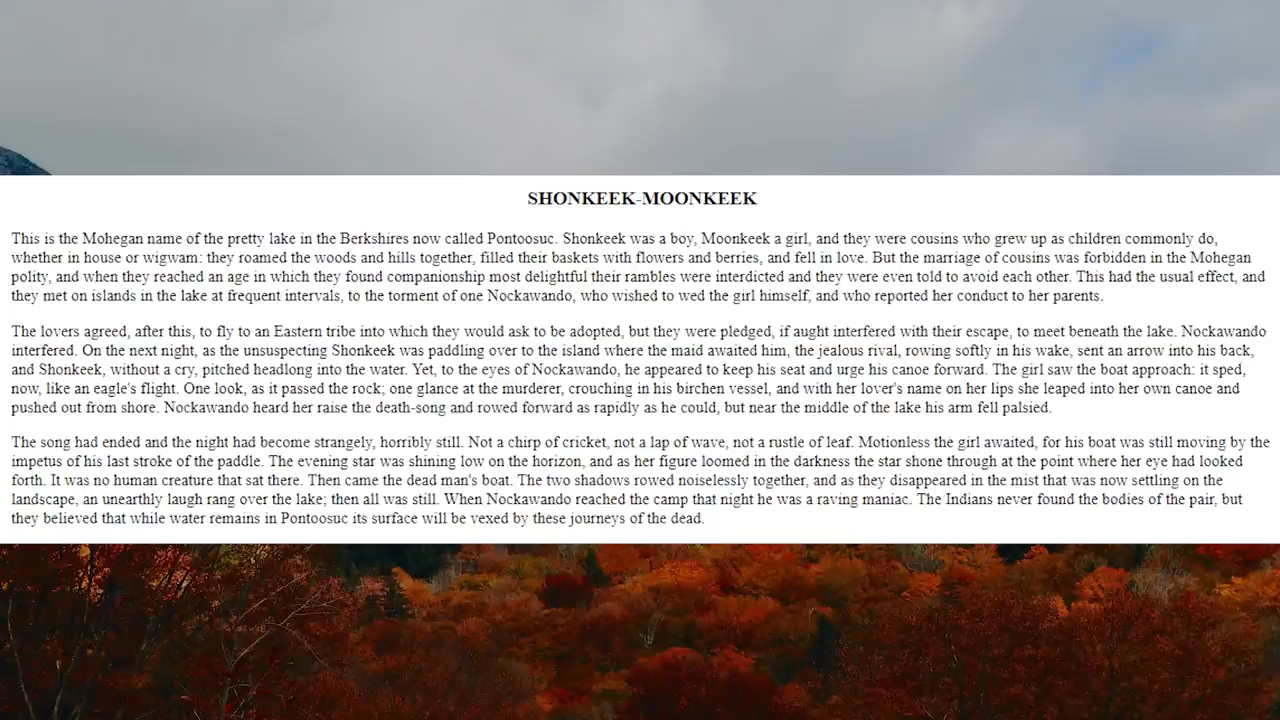 SHONKEEK-MOONKEEK
This is the Mohegan name of the pretty lake in the Berkshires now called Pontoosuc. Shonkeek was a boy, Moonkeek a girl, and they were cousins who grew up as children commonly do,
whether in house or wigwam: they roamed the woods and hills together, filled their baskets with flowers and berries, and fell in love. But the marriage of cousins was forbidden in the Mohegan
polity, and when they reached an age in which they found companionship most delightful their rambles were interdicted and they were even told to avoid each other. This had the usual effect, and
they met on islands in the lake at frequent intervals, to the torment of one Nockawando, who wished to wed the girl himself, and who reported her conduct to her parents.
The lovers agreed, after this, to fly to an Eastern tribe into which they would ask to be adopted, but they were pledged, if aught interfered with their escape, to meet beneath the lake. Nockawando
interfered. On the next night, as the unsuspecting Shonkeek was paddling over to the island where the maid awaited him, the jealous rival, rowing softly in his wake, sent an arrow into his back,
and Shonkeek, without a cry, pitched headlong into the water. Yet, to the eyes of Nockawando, he appeared to keep his seat and urge his canoe forward. The girl saw the boat approach: it sped,
now, like an eagle's flight. One look, as it passed the rock; one glance at the murderer, crouching in his birchen vessel, and with her lover's name on her lips she leaped into her own canoe and
pushed out from shore. Nockawando heard her raise the death-song and rowed forward as rapidly as he could, but near the middle of the lake his arm fell palsied.
The song had ended and the night had become strangely, horribly still. Not a chirp of cricket, not a lap of wave, not a rustle of leaf. Motionless the girl awaited, for his boat was still moving by the
impetus of his last stroke of the paddle. The evening star was shining low on the horizon, and as her figure loomed in the darkness the star shone through at the point where her eye had looked
forth. It was no human creature that sat there. Then came the dead man's boat. The two shadows rowed noiselessly together, and as they disappeared in the mist that was now settling on the
landscape, an unearthly laugh rang over the lake; then all was still. When Nockawando reached the camp that night he was a raving maniac. The Indians never found the bodies of the pair, but
they believed that while water remains in Pontoosuc its surface will be vexed by these journeys of the dead.